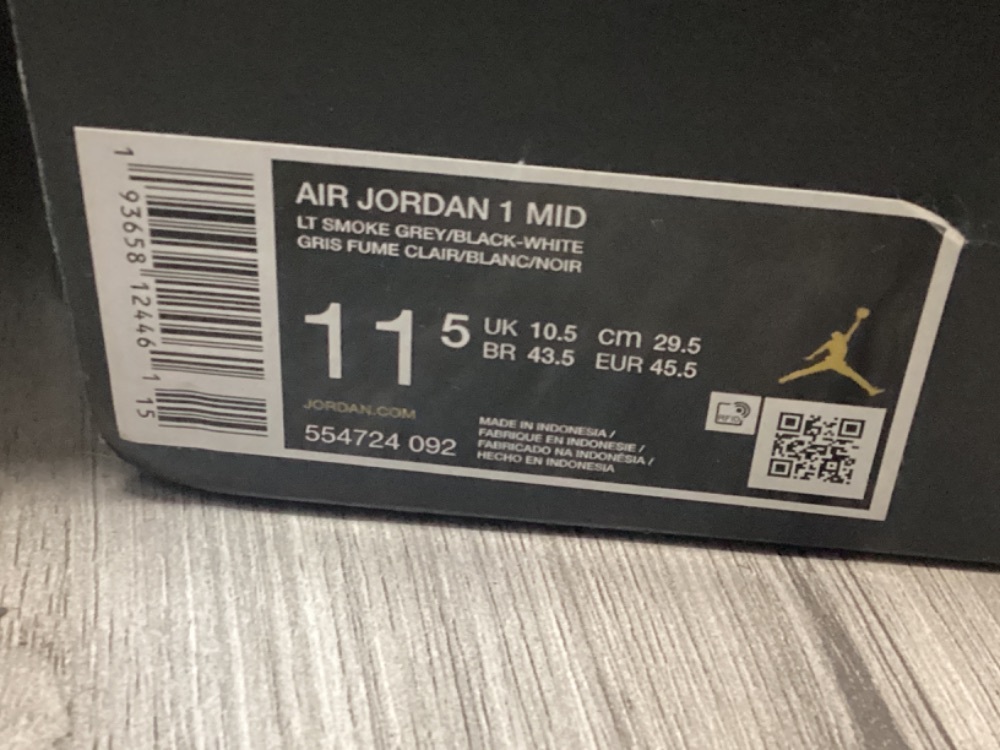 1 93658 12446 1 15
AIR JORDAN 1 MID
LT SMOKE GREY/BLACK-WHITE
GRIS FUME CLAIR/BLANC/NOIR
11 5
UK 10.5 cm 29.5
BR 43.5 EUR 45.5
JORDAN.COM
554724 092
MADE IN INDONESIA /
FABRIQUE EN INDONESIE /
FABRICADO NA INDONÉSIA /
HECHO EN INDONESIA
RFID